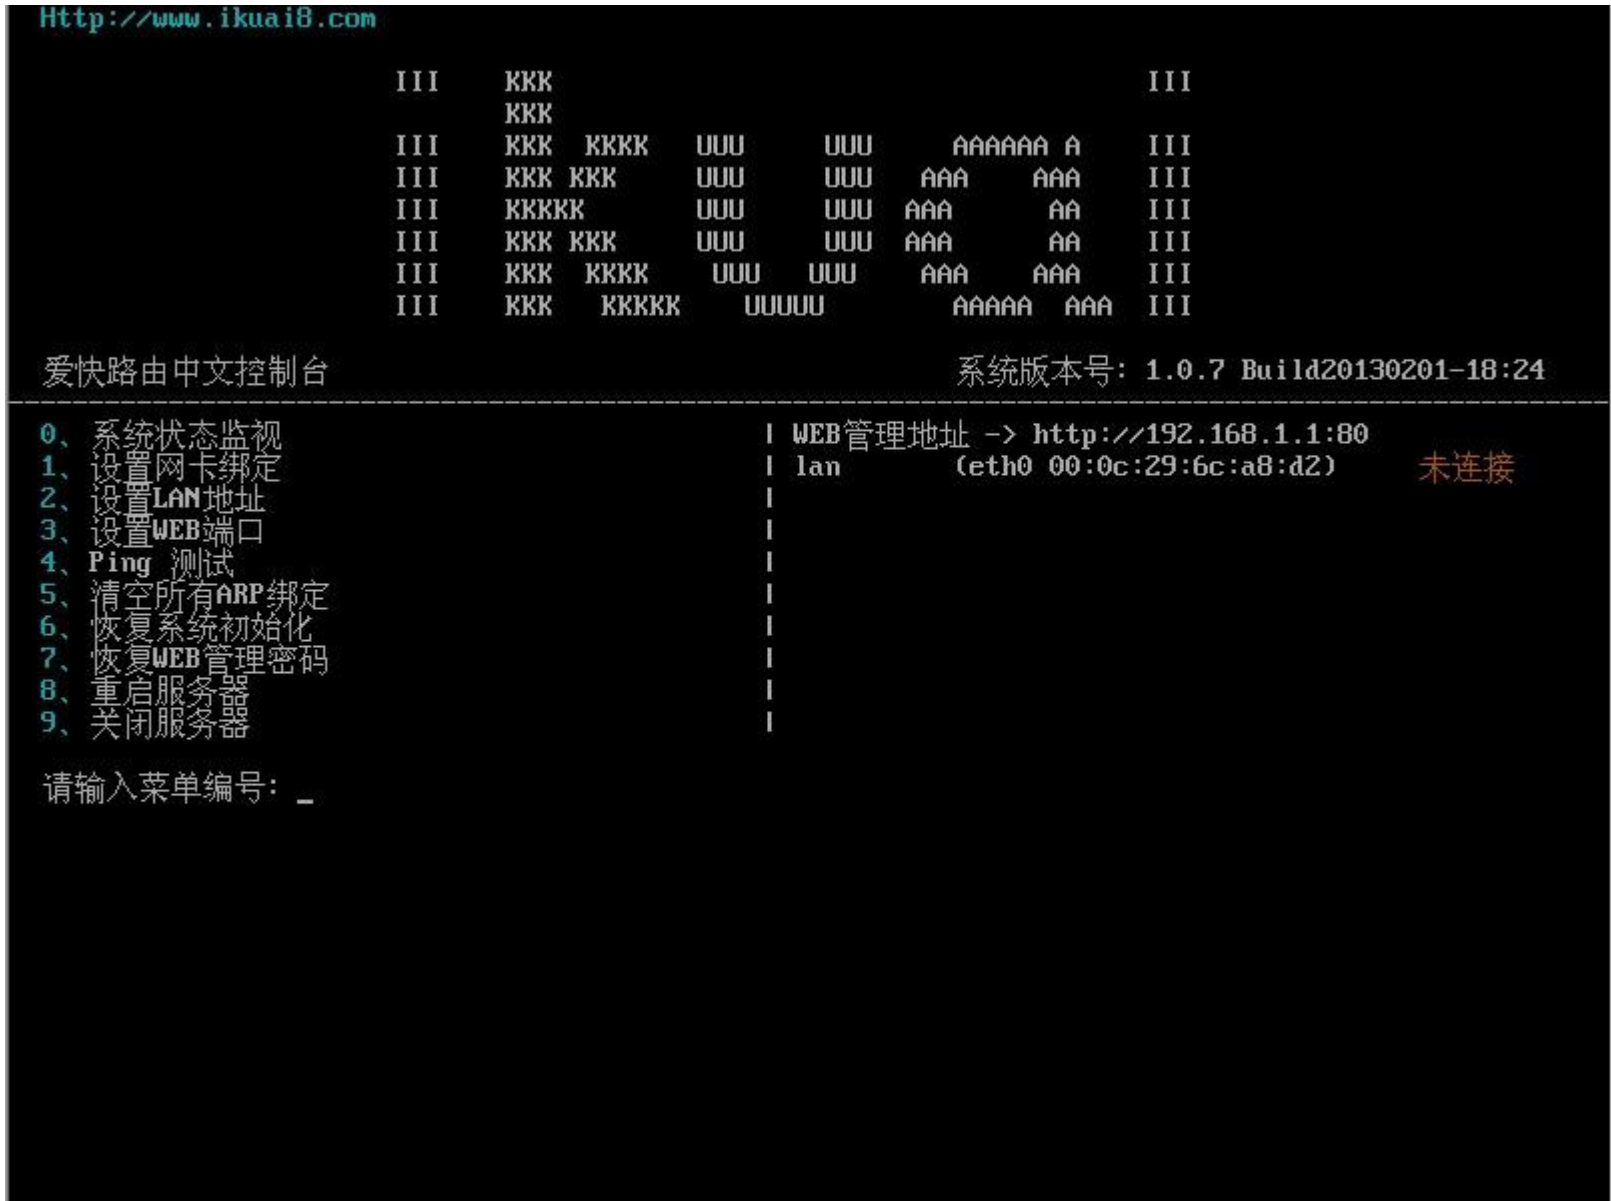 Http://www.ikuai8.com
III    KKK                                     III
       KKK
III    KKK  KKKK   UUU     UUU     AAAAAA A    III
III    KKK KKK     UUU     UUU   AAA    AAA    III
III    KKKKK       UUU     UUU  AAA      AA    III
III    KKK KKK     UUU     UUU  AAA      AA    III
III    KKK  KKKK    UUU   UUU    AAA    AAA    III
III    KKK   KKKKK    UUUUU        AAAAA  AAA  III
爱快路由中文控制台 系统版本号: 1.0.7 Build20130201-18:24
0、系统状态监视 | WEB管理地址 -> http://192.168.1.1:80
1、设置网卡绑定 | lan (eth0 00:0c:29:6c:a8:d2) 未连接
2、设置LAN地址 |
3、设置WEB端口 |
4、Ping 测试 |
5、清空所有ARP绑定 |
6、恢复系统初始化 |
7、恢复WEB管理密码 |
8、重启服务器 |
9、关闭服务器 |
请输入菜单编号: _